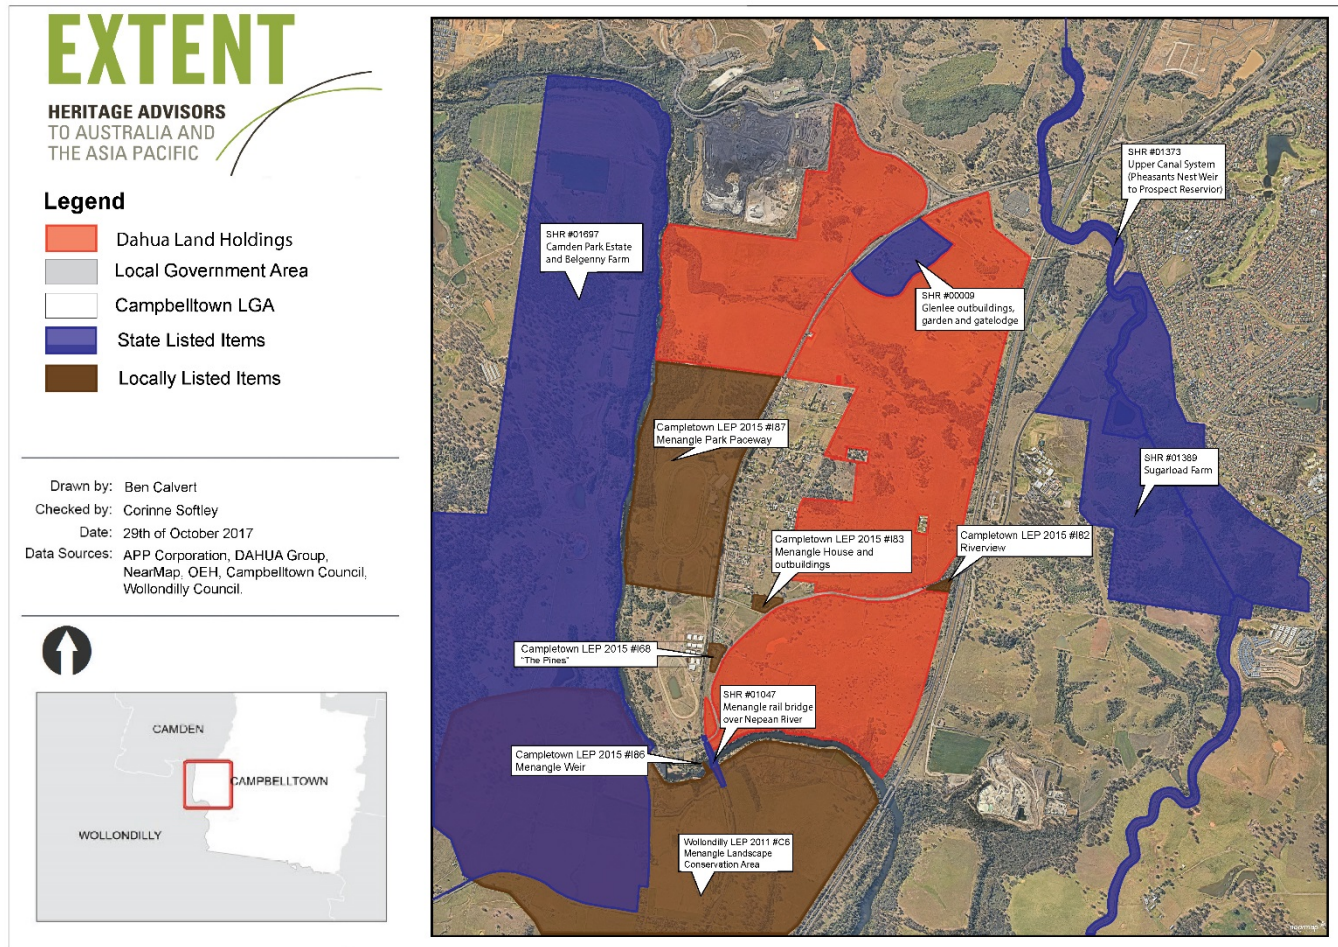 EXTENT
HERITAGE ADVISORS
TO AUSTRALIA AND
THE ASIA PACIFIC
Legend
Dahua Land Holdings
Local Government Area
Campbelltown LGA
State Listed Items
Locally Listed Items
Drawn by: Ben Calvert
Checked by: Corinne Softley
Date: 29th of October 2017
Data Sources: APP Corporation, DAHUA Group,
NearMap, OEH, Campbelltown Council,
Wollondilly Council.
CAMDEN
CAMPBELLTOWN
WOLLONDILLY
SHR #01373
Upper Canal System
(Pheasants Nest Weir
to Prospect Reservior)
SHR #01697
Camden Park Estate
and Belgenny Farm
SHR #00009
Glenlee outbuildings,
garden and gatelodge
Campletown LEP 2015 #I87
Menangle Park Paceway
SHR #01389
Sugarload Farm
Campletown LEP 2015 #I83
Menangle House and
outbuildings
Campletown LEP 2015 #I82
Riverview
Campletown LEP 2015 #I68
"The Pines"
SHR #01047
Menangle rail bridge
over Nepean River
Campletown LEP 2015 #I86
Menangle Weir
Wollondilly LEP 2011 #C6
Menangle Landscape
Conservation Area
nearmap